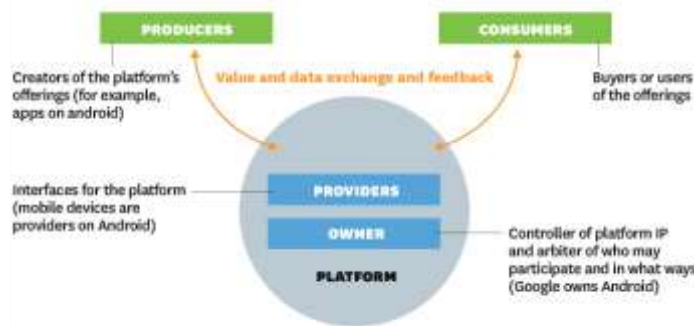 PRODUCERS
CONSUMERS
Creators of the platform's
offerings (for example,
apps on android)
Value and data exchange and feedback
Buyers or users
of the offerings
Interfaces for the platform
(mobile devices are
providers on Android)
PROVIDERS
OWNER
PLATFORM
Controller of platform IP
and arbiter of who may
participate and in what ways
(Google owns Android)